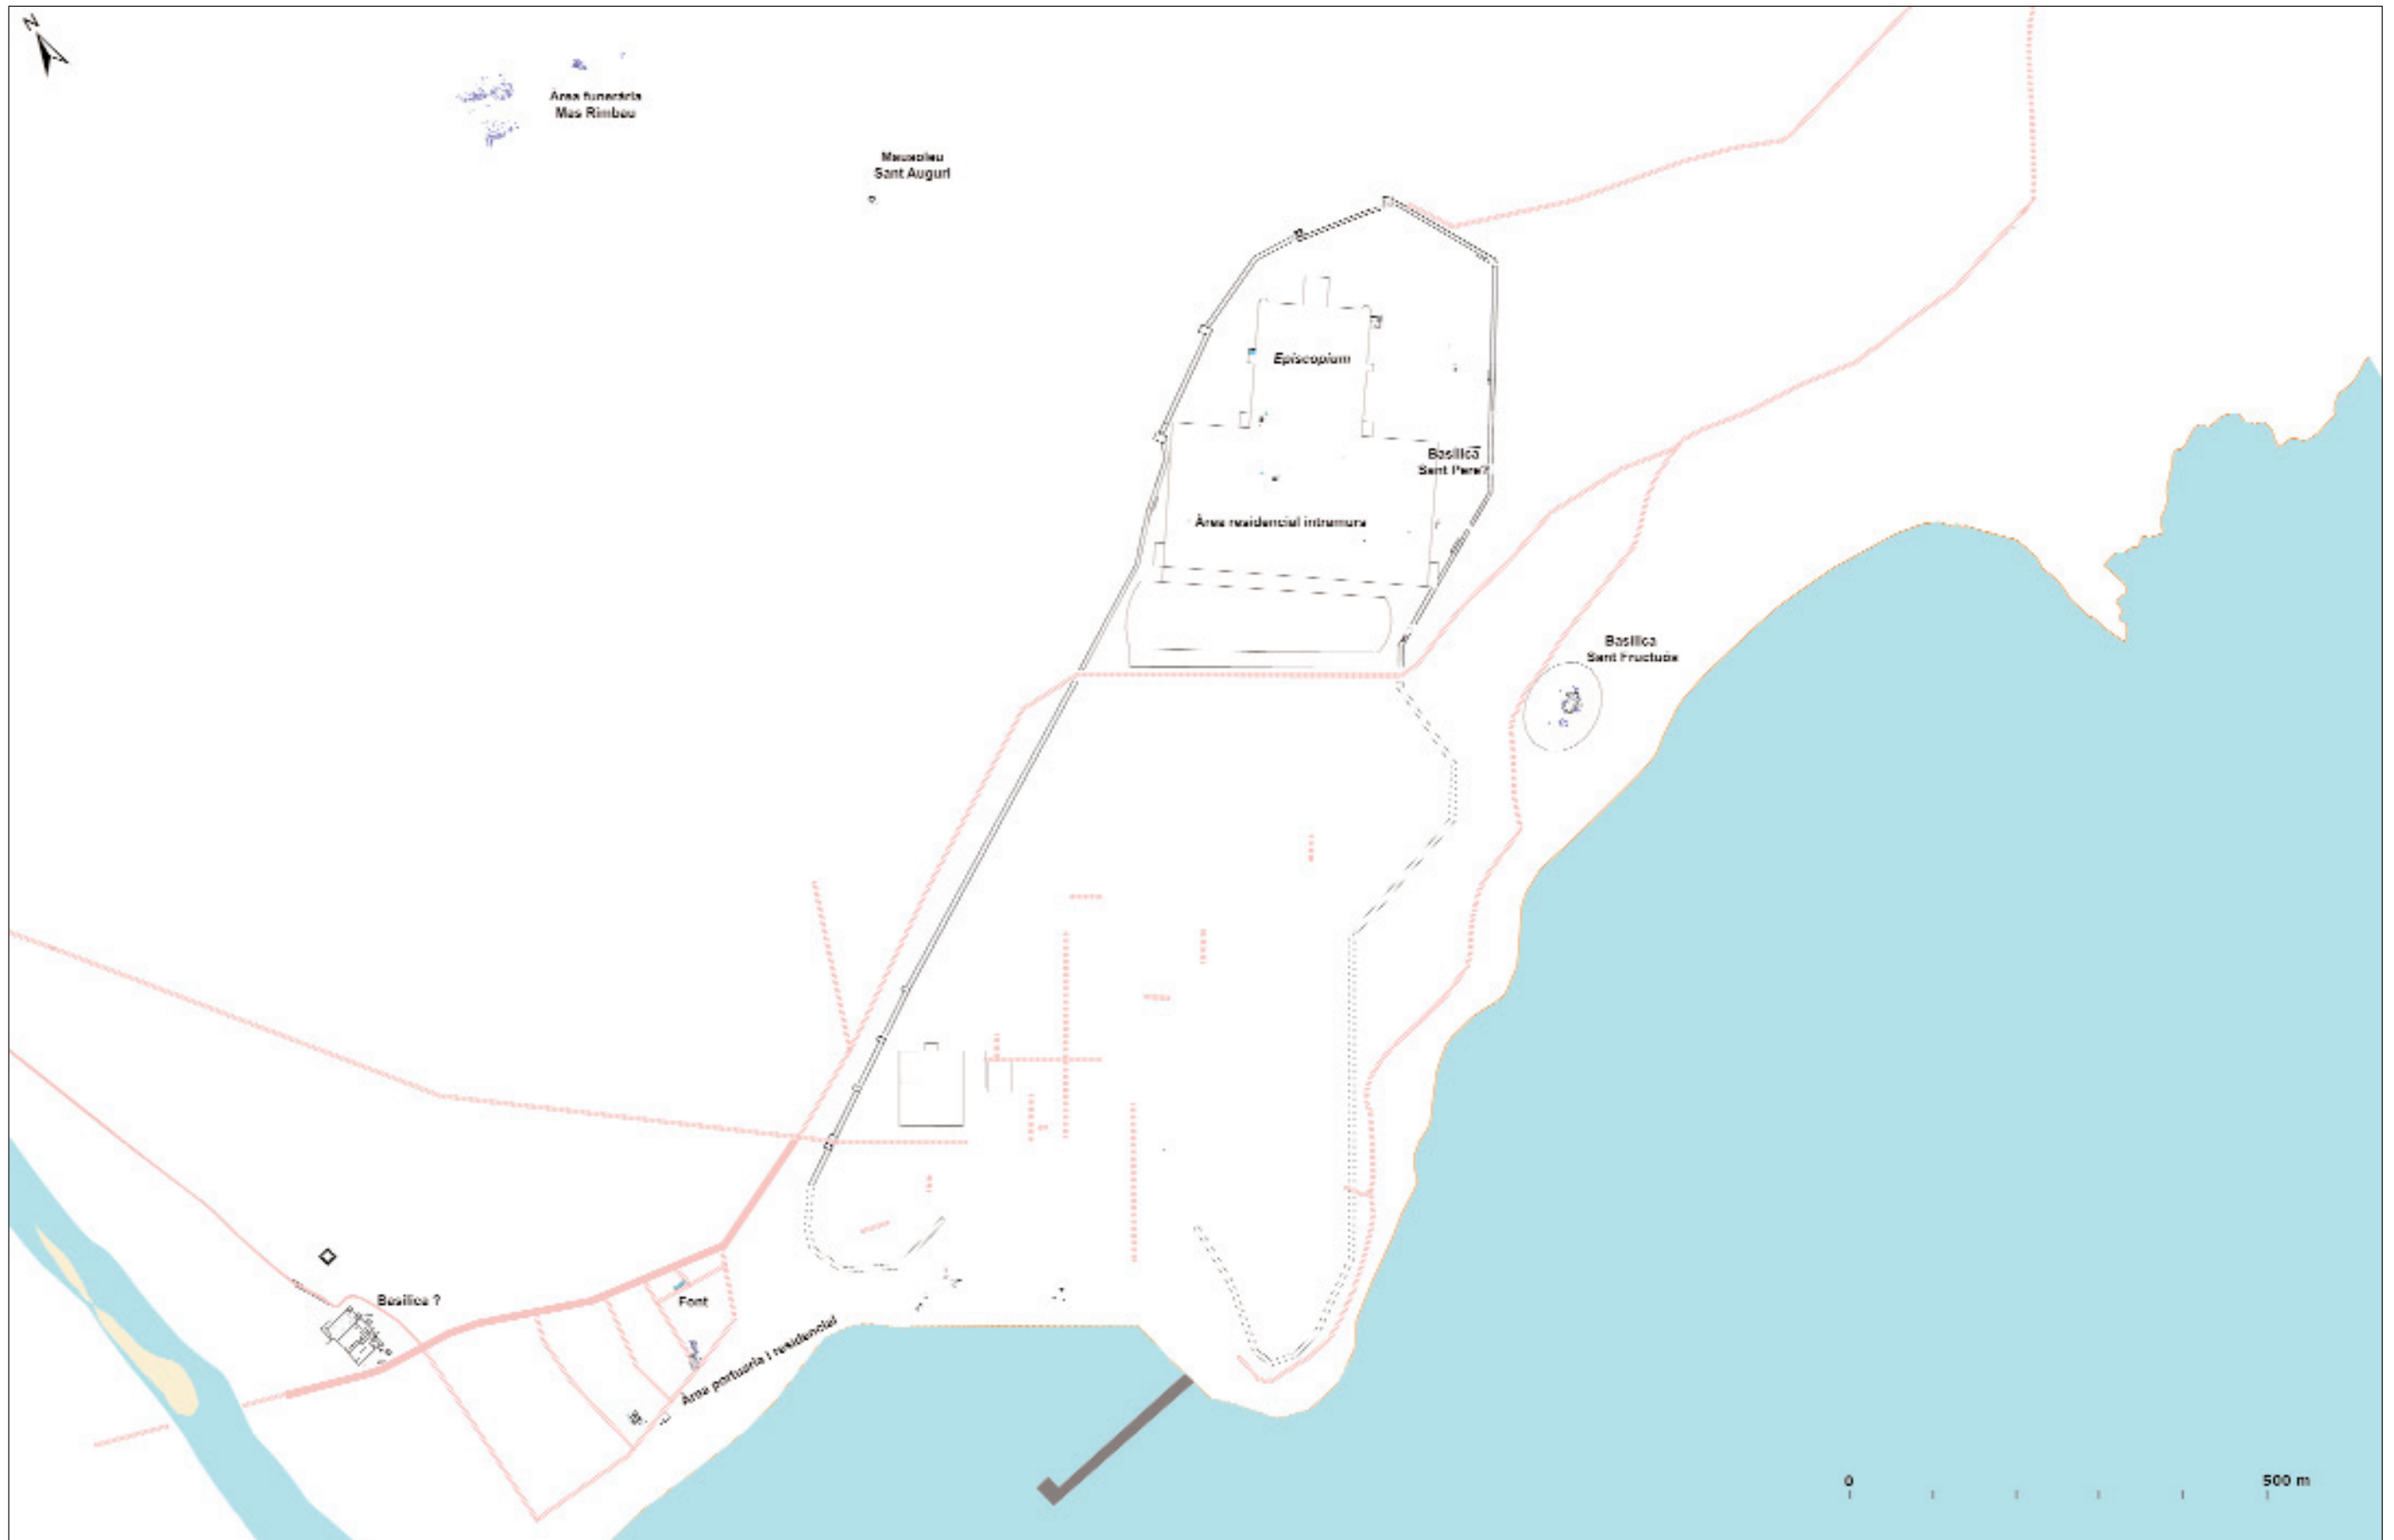 N
Àrea funerària
Mas Rimbau
Mausoleu
Sant Auguri
Episcopium
Basílica
Sant Pere?
Àrea residencial intramurs
Basílica
Sant Fructuós
Basílica ?
Font
Àrea portuària i residencial
0 500 m